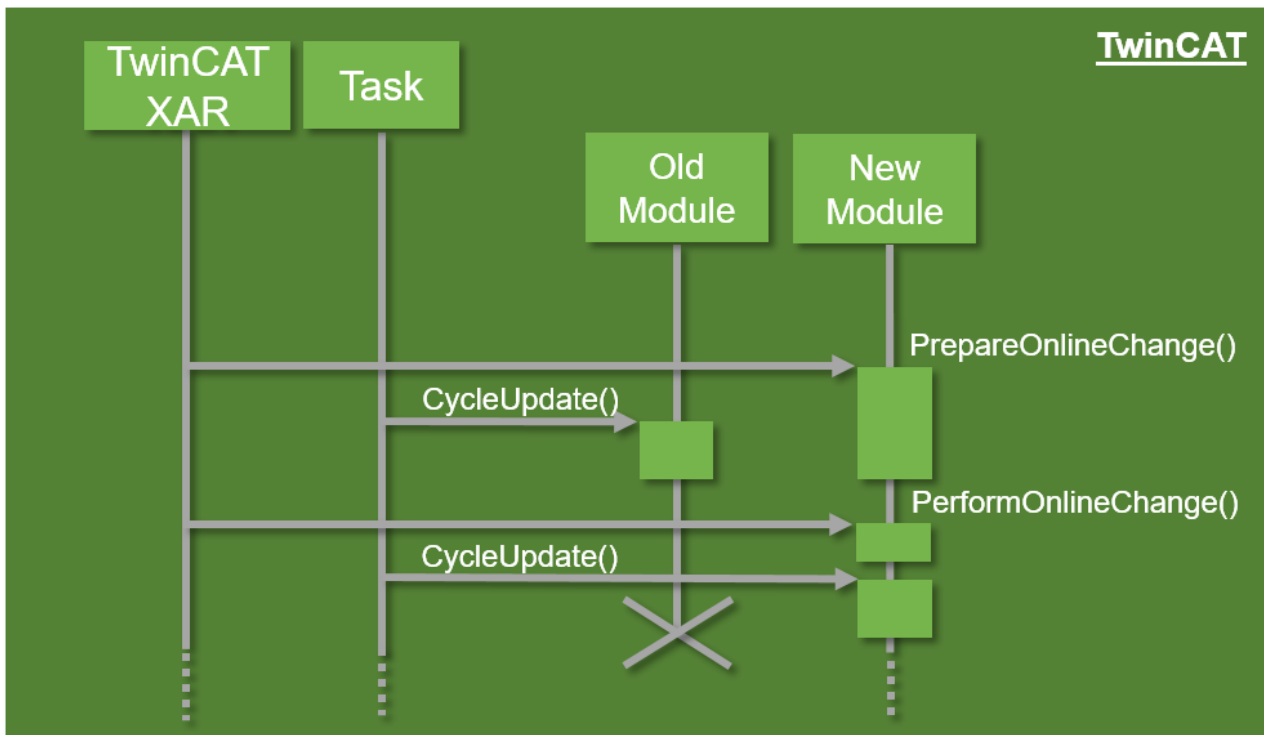 TwinCAT
TwinCAT
XAR
Task
Old
Module
New
Module
PrepareOnlineChange()
CycleUpdate()
PerformOnlineChange()
CycleUpdate()